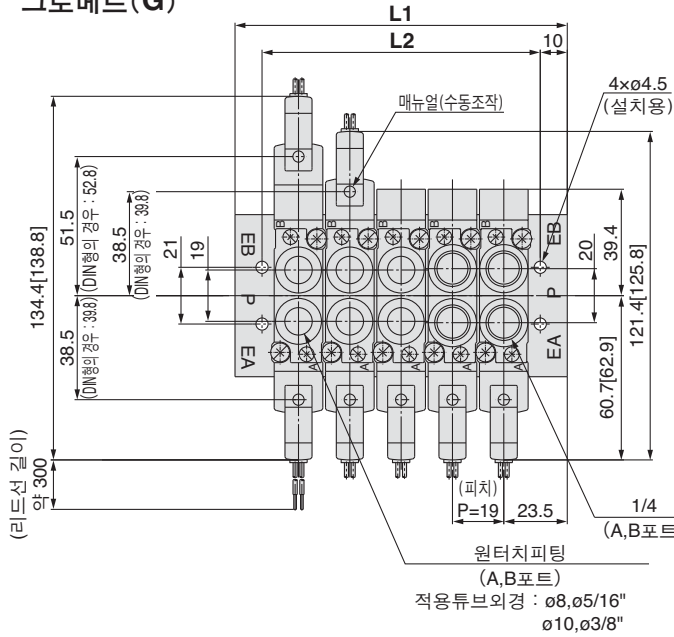 그로메트(G)
L1
L2
10
매뉴얼(수동조작)
4×ø4.5
(설치용)
134.4[138.8]
51.5
(DIN형의 경우 : 52.8)
38.5
(DIN형의 경우 : 39.8)
21
19
38.5
(DIN형의 경우 : 39.8)
EB
P
EA
B
B
A
A
EB
P
EA
20
39.4
121.4[125.8]
60.7[62.9]
(리드선 길이)
약 300
(피치)
P=19
23.5
1/4
(A,B포트
원터치피팅
(A,B포트)
적용튜브외경 : ø8,ø5/16"
ø10,ø3/8"